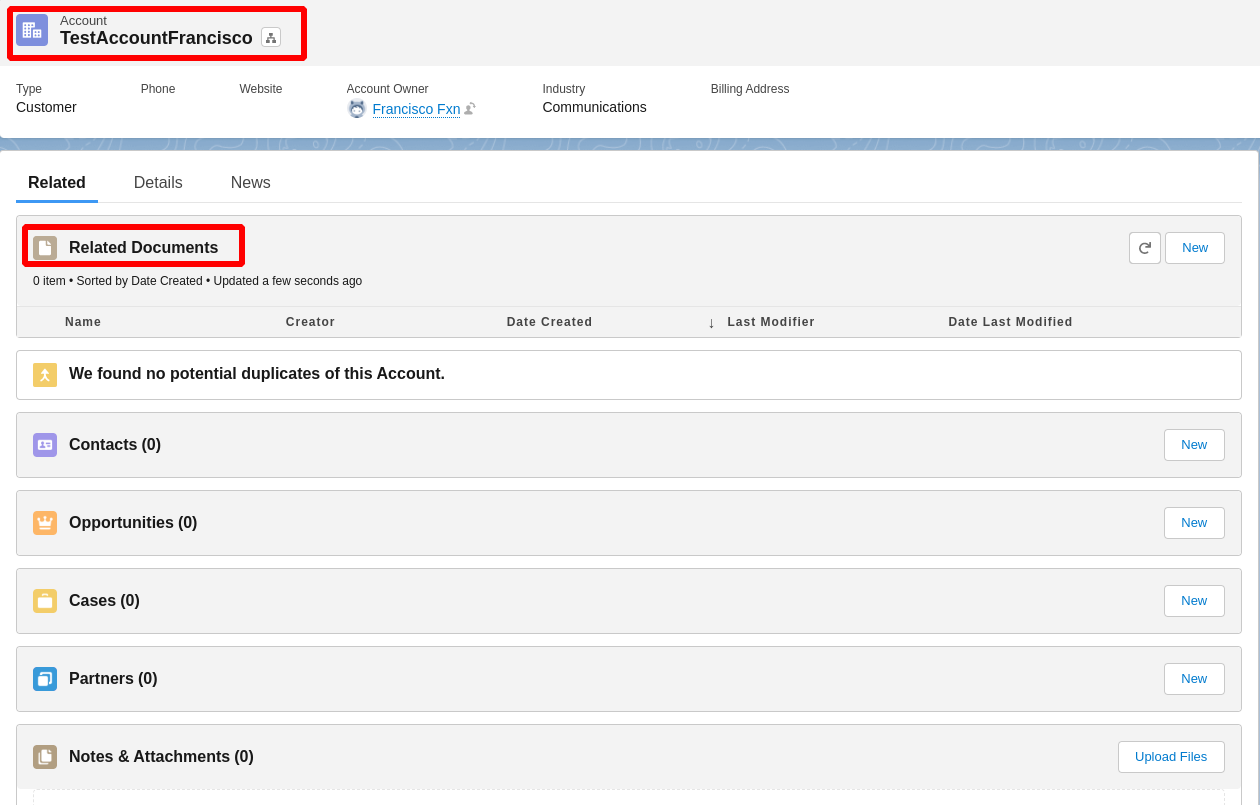 Account
TestAccountFrancisco
Type Phone Website Account Owner Industry Billing Address
Customer Francisco Fxn Communications
Related Details News
Related Documents New
0 item • Sorted by Date Created • Updated a few seconds ago
Name Creator Date Created ↓ Last Modifier Date Last Modified
We found no potential duplicates of this Account.
Contacts (0) New
Opportunities (0) New
Cases (0) New
Partners (0) New
Notes & Attachments (0) Upload Files